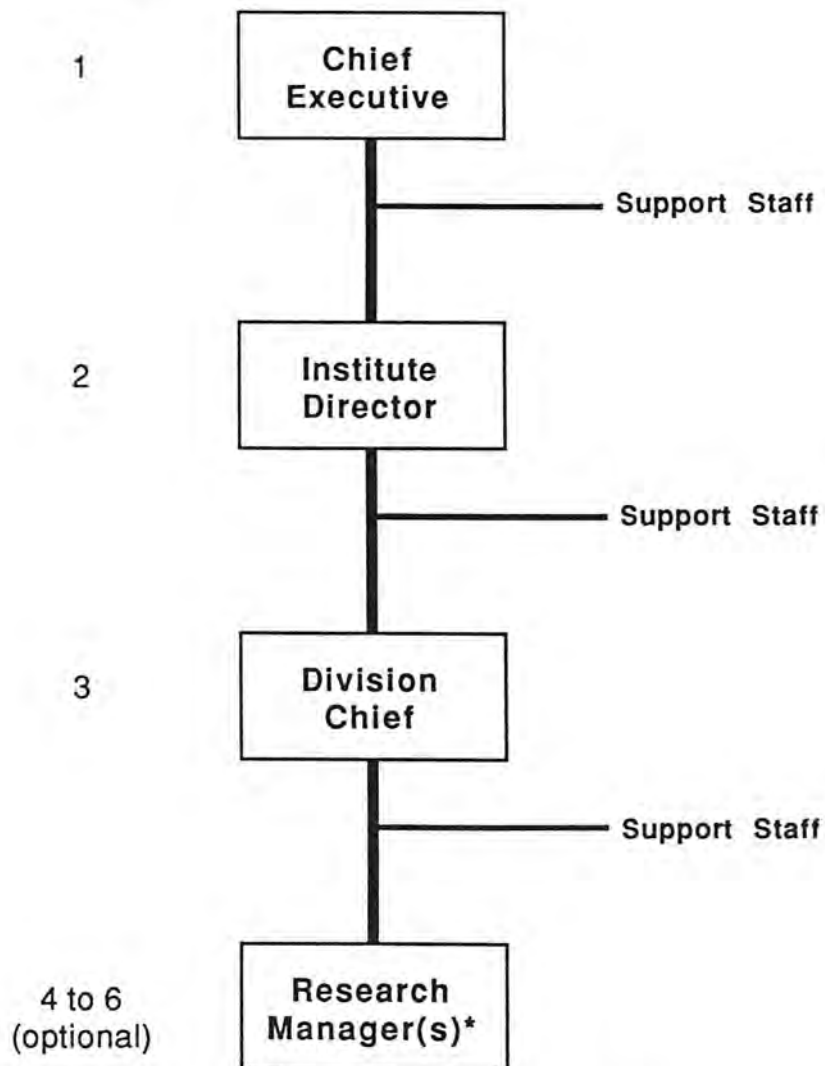 1
Chief
Executive
Support Staff
2
Institute
Director
Support Staff
3
Division
Chief
Support Staff
4 to 6
(optional)
Research
Manager(s)*